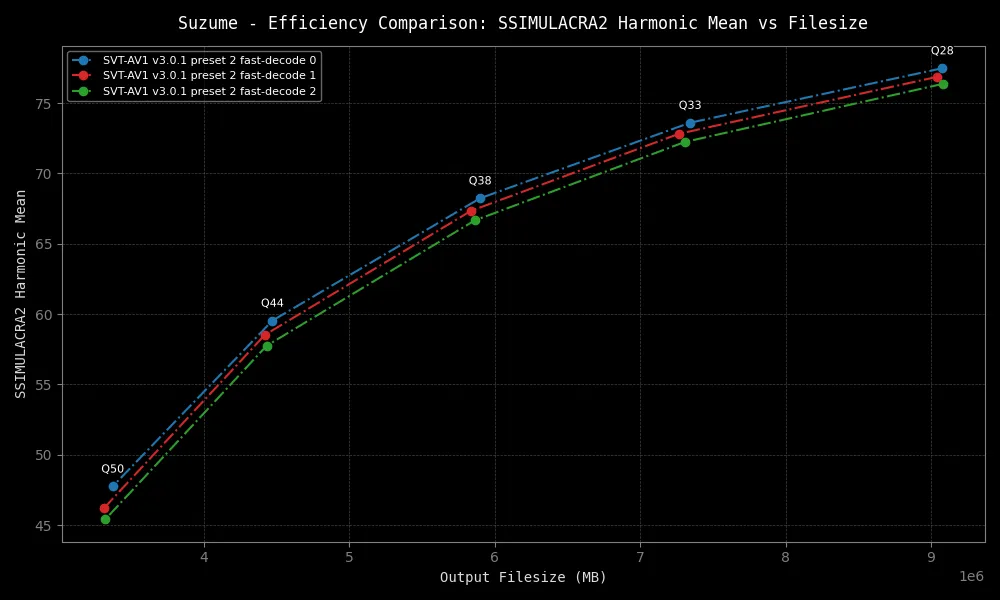 Suzume - Efficiency Comparison: SSIMULACRA2 Harmonic Mean vs Filesize
SVT-AV1 v3.0.1 preset 2 fast-decode 0
SVT-AV1 v3.0.1 preset 2 fast-decode 1
SVT-AV1 v3.0.1 preset 2 fast-decode 2
Q28
Q33
Q38
Q44
Q50
75
70
65
60
55
50
45
SSIMULACRA2 Harmonic Mean
4 5 6 7 8 9
1e6
Output Filesize (MB)